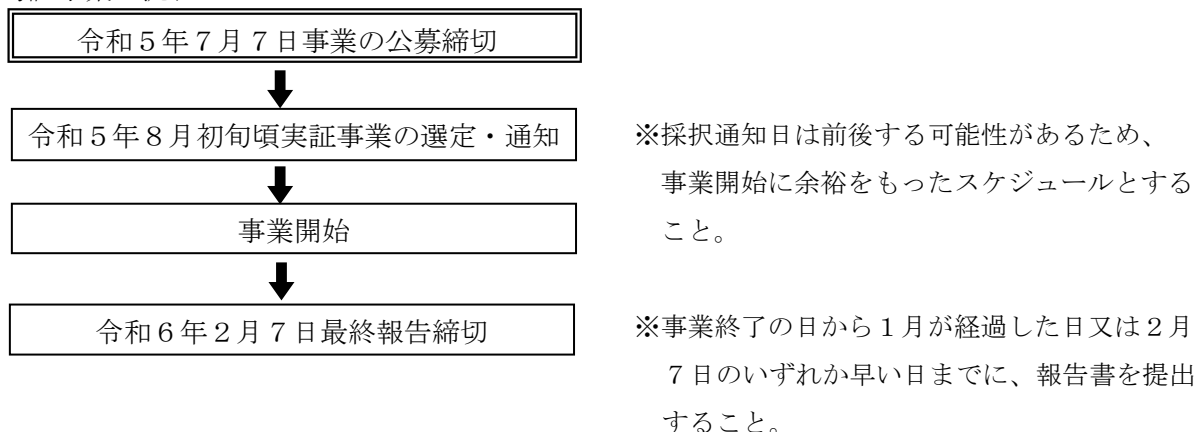 令和５年７月７日事業の公募締切
令和５年８月初旬頃実証事業の選定・通知
※採択通知日は前後する可能性があるため、
事業開始に余裕をもったスケジュールとする
こと。
事業開始
令和６年２月７日最終報告締切
※事業終了の日から１月が経過した日又は２月
７日のいずれか早い日までに、報告書を提出
すること。